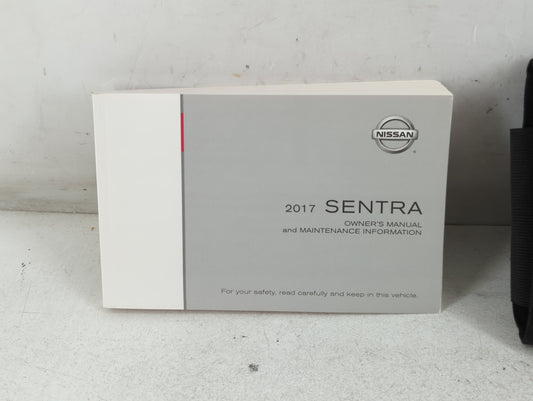 NISSAN
2017 SENTRA
OWNER'S MANUAL
and MAINTENANCE INFORMATION
For your safety, read carefully and keep in this vehicle.